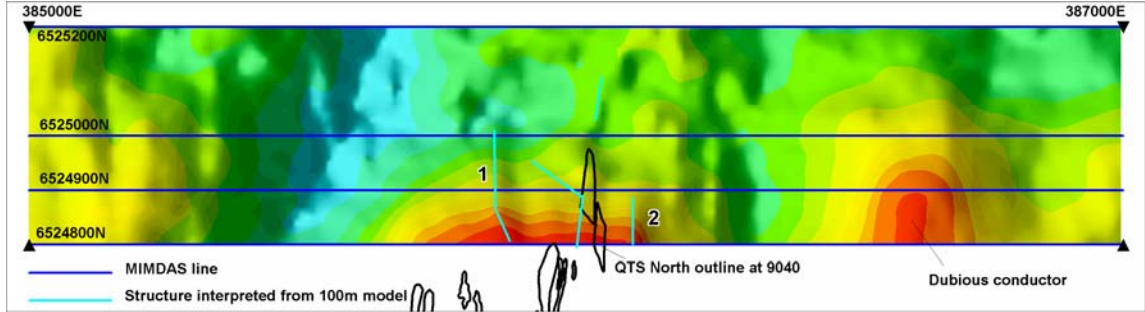 385000E 387000E
6525200N
6525000N
1
6524900N
2
6524800N
MIMDAS line
QTS North outline at 9040
Dubious conductor
Structure interpreted from 100m model